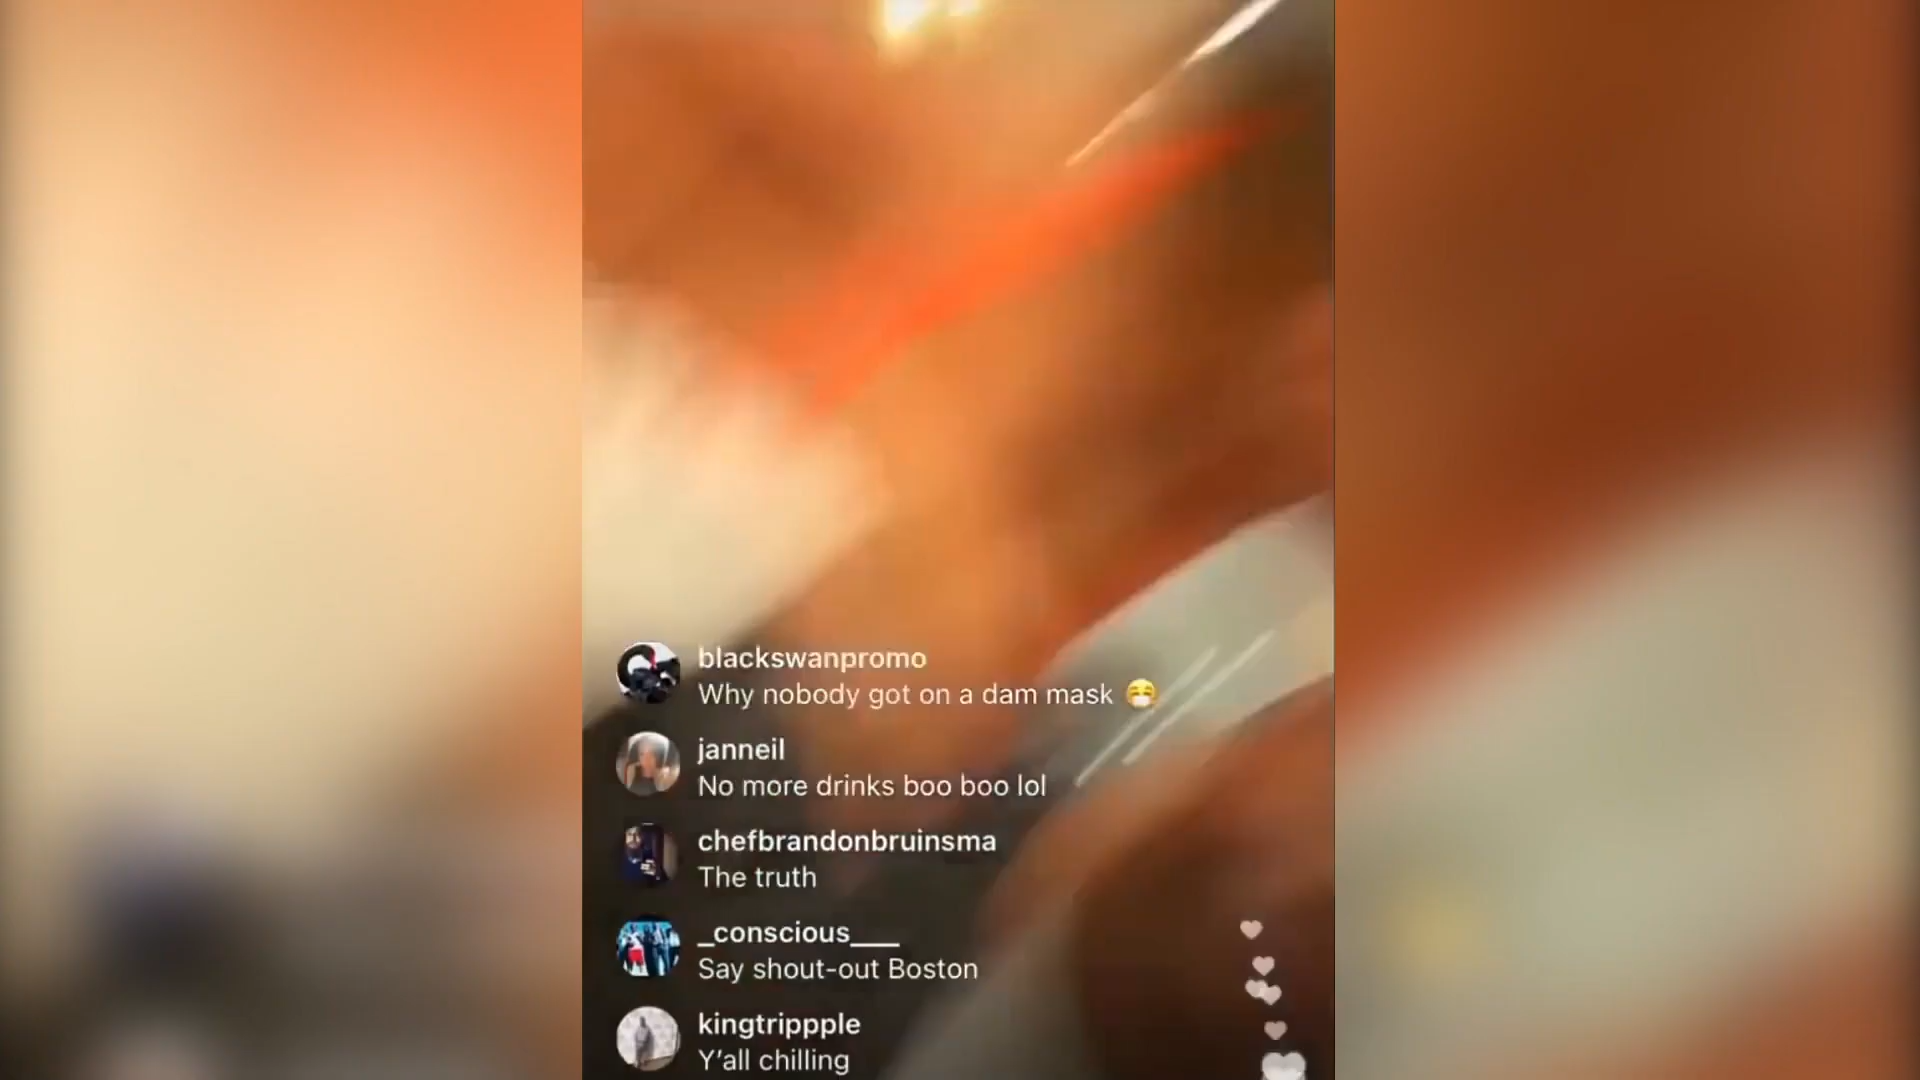 blackswanpromo
Why nobody got on a dam mask 😷
janneil
No more drinks boo boo lol
chefbrandonbruinsma
The truth
_conscious____
Say shout-out Boston
kingtrippple
Y'all chilling